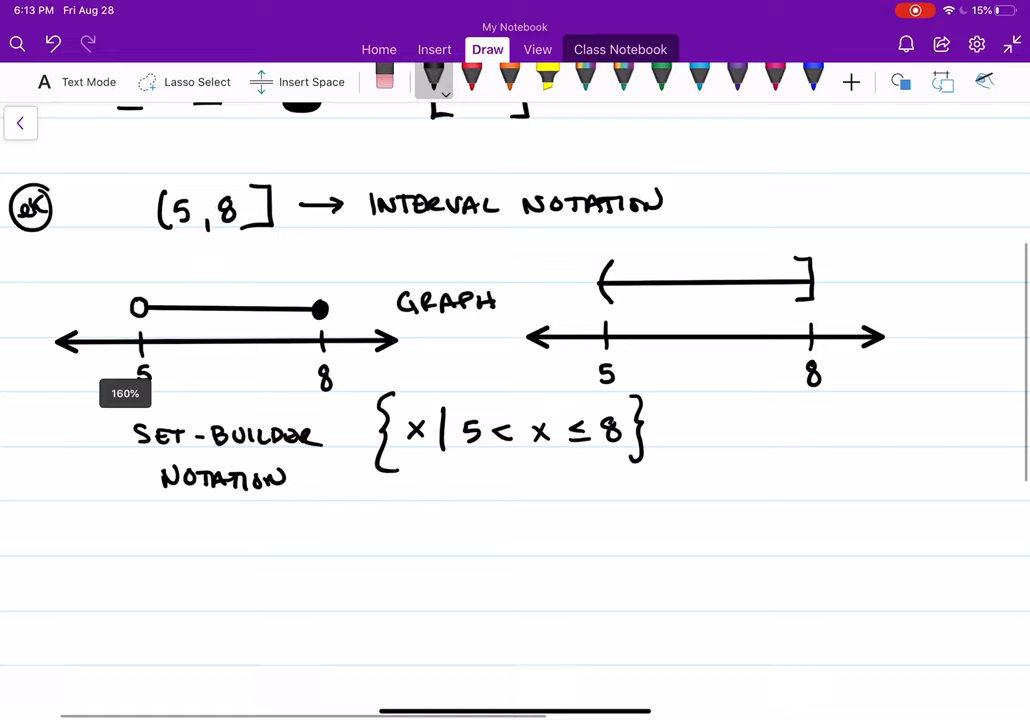 6:13 PM Fri Aug 28
15%
My Notebook
Home Insert Draw View Class Notebook
Text Mode Lasso Select Insert Space
ex (5, 8] → INTERVAL NOTATION
GRAPH
5 8
5 8
160%
SET-BUILDER
NOTATION
{x | 5 < x ≤ 8}